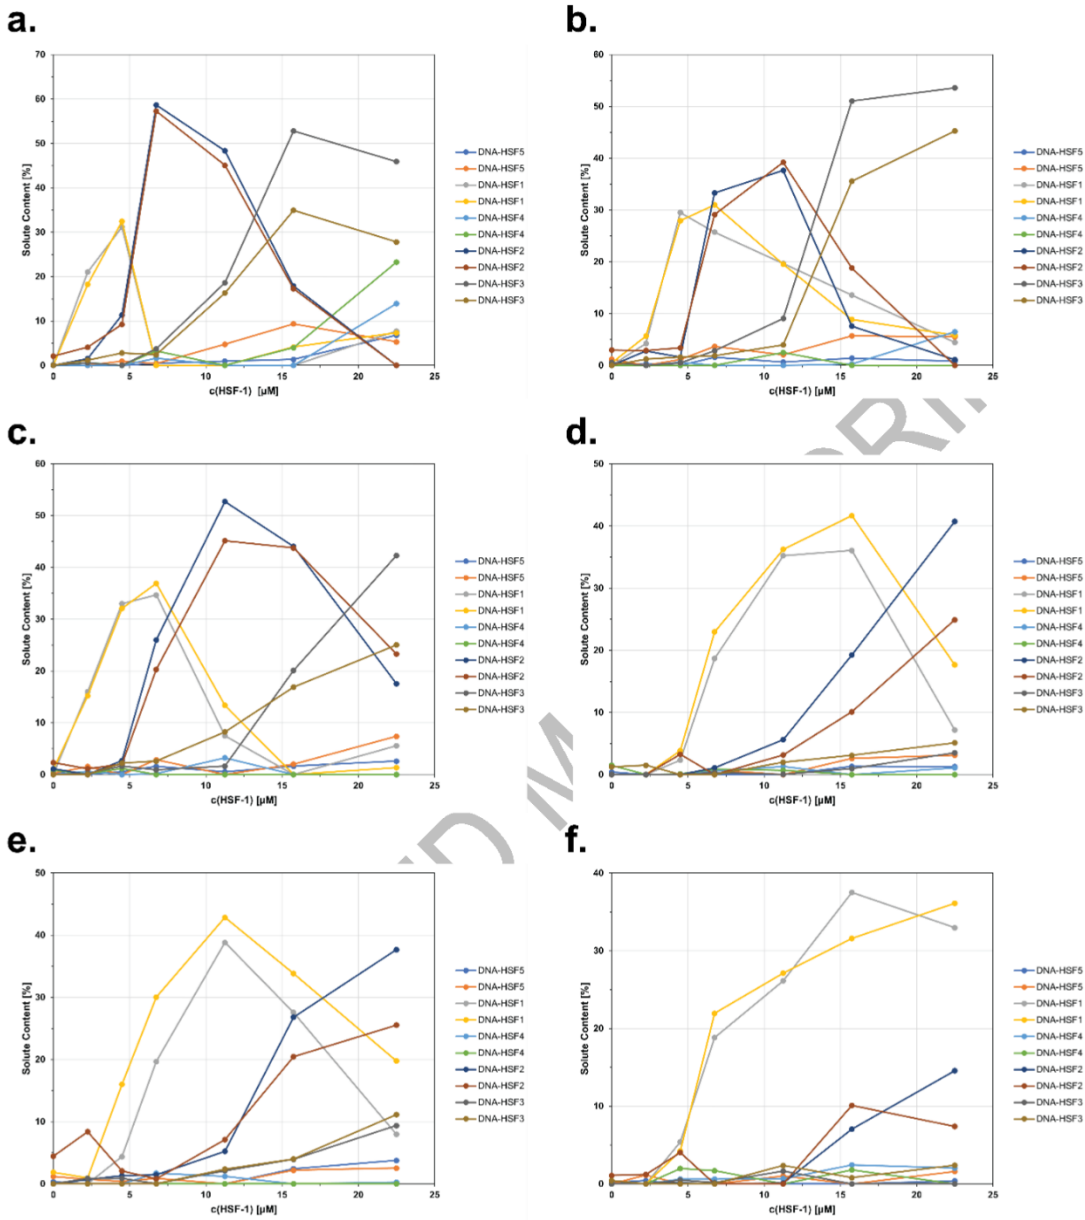 a.
70
60
50
40
30
20
10
0
Solute Content [%]
0 5 10 15 20 25
c(HSF-1) [µM]
DNA-HSF5
DNA-HSF5
DNA-HSF1
DNA-HSF1
DNA-HSF4
DNA-HSF4
DNA-HSF2
DNA-HSF2
DNA-HSF3
DNA-HSF3
b.
60
50
40
30
20
10
0
Solute Content [%]
0 5 10 15 20 25
c(HSF-1) [µM]
DNA-HSF5
DNA-HSF5
DNA-HSF1
DNA-HSF1
DNA-HSF4
DNA-HSF4
DNA-HSF2
DNA-HSF2
DNA-HSF3
DNA-HSF3
c.
60
50
40
30
20
10
0
Solute Content [%]
0 5 10 15 20 25
c(HSF-1) [µM]
DNA-HSF5
DNA-HSF5
DNA-HSF1
DNA-HSF1
DNA-HSF4
DNA-HSF4
DNA-HSF2
DNA-HSF2
DNA-HSF3
DNA-HSF3
d.
50
40
30
20
10
0
Solute Content [%]
0 5 10 15 20 25
c(HSF-1) [µM]
DNA-HSF5
DNA-HSF5
DNA-HSF1
DNA-HSF1
DNA-HSF4
DNA-HSF4
DNA-HSF2
DNA-HSF2
DNA-HSF3
DNA-HSF3
e.
50
40
30
20
10
0
Solute Content [%]
0 5 10 15 20 25
c(HSF-1) [µM]
DNA-HSF5
DNA-HSF5
DNA-HSF1
DNA-HSF1
DNA-HSF4
DNA-HSF4
DNA-HSF2
DNA-HSF2
DNA-HSF3
DNA-HSF3
f.
40
30
20
10
0
Solute Content [%]
0 5 10 15 20 25
c(HSF-1) [µM]
DNA-HSF5
DNA-HSF5
DNA-HSF1
DNA-HSF1
DNA-HSF4
DNA-HSF4
DNA-HSF2
DNA-HSF2
DNA-HSF3
DNA-HSF3